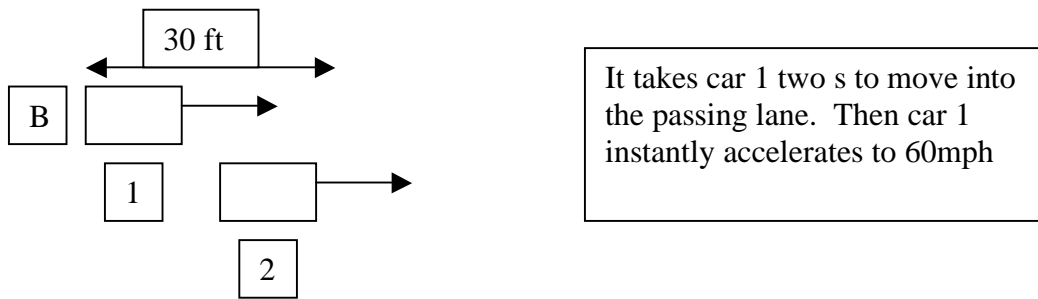 30 ft
B
1
2
It takes car 1 two s to move into
the passing lane.  Then car 1
instantly accelerates to 60mph